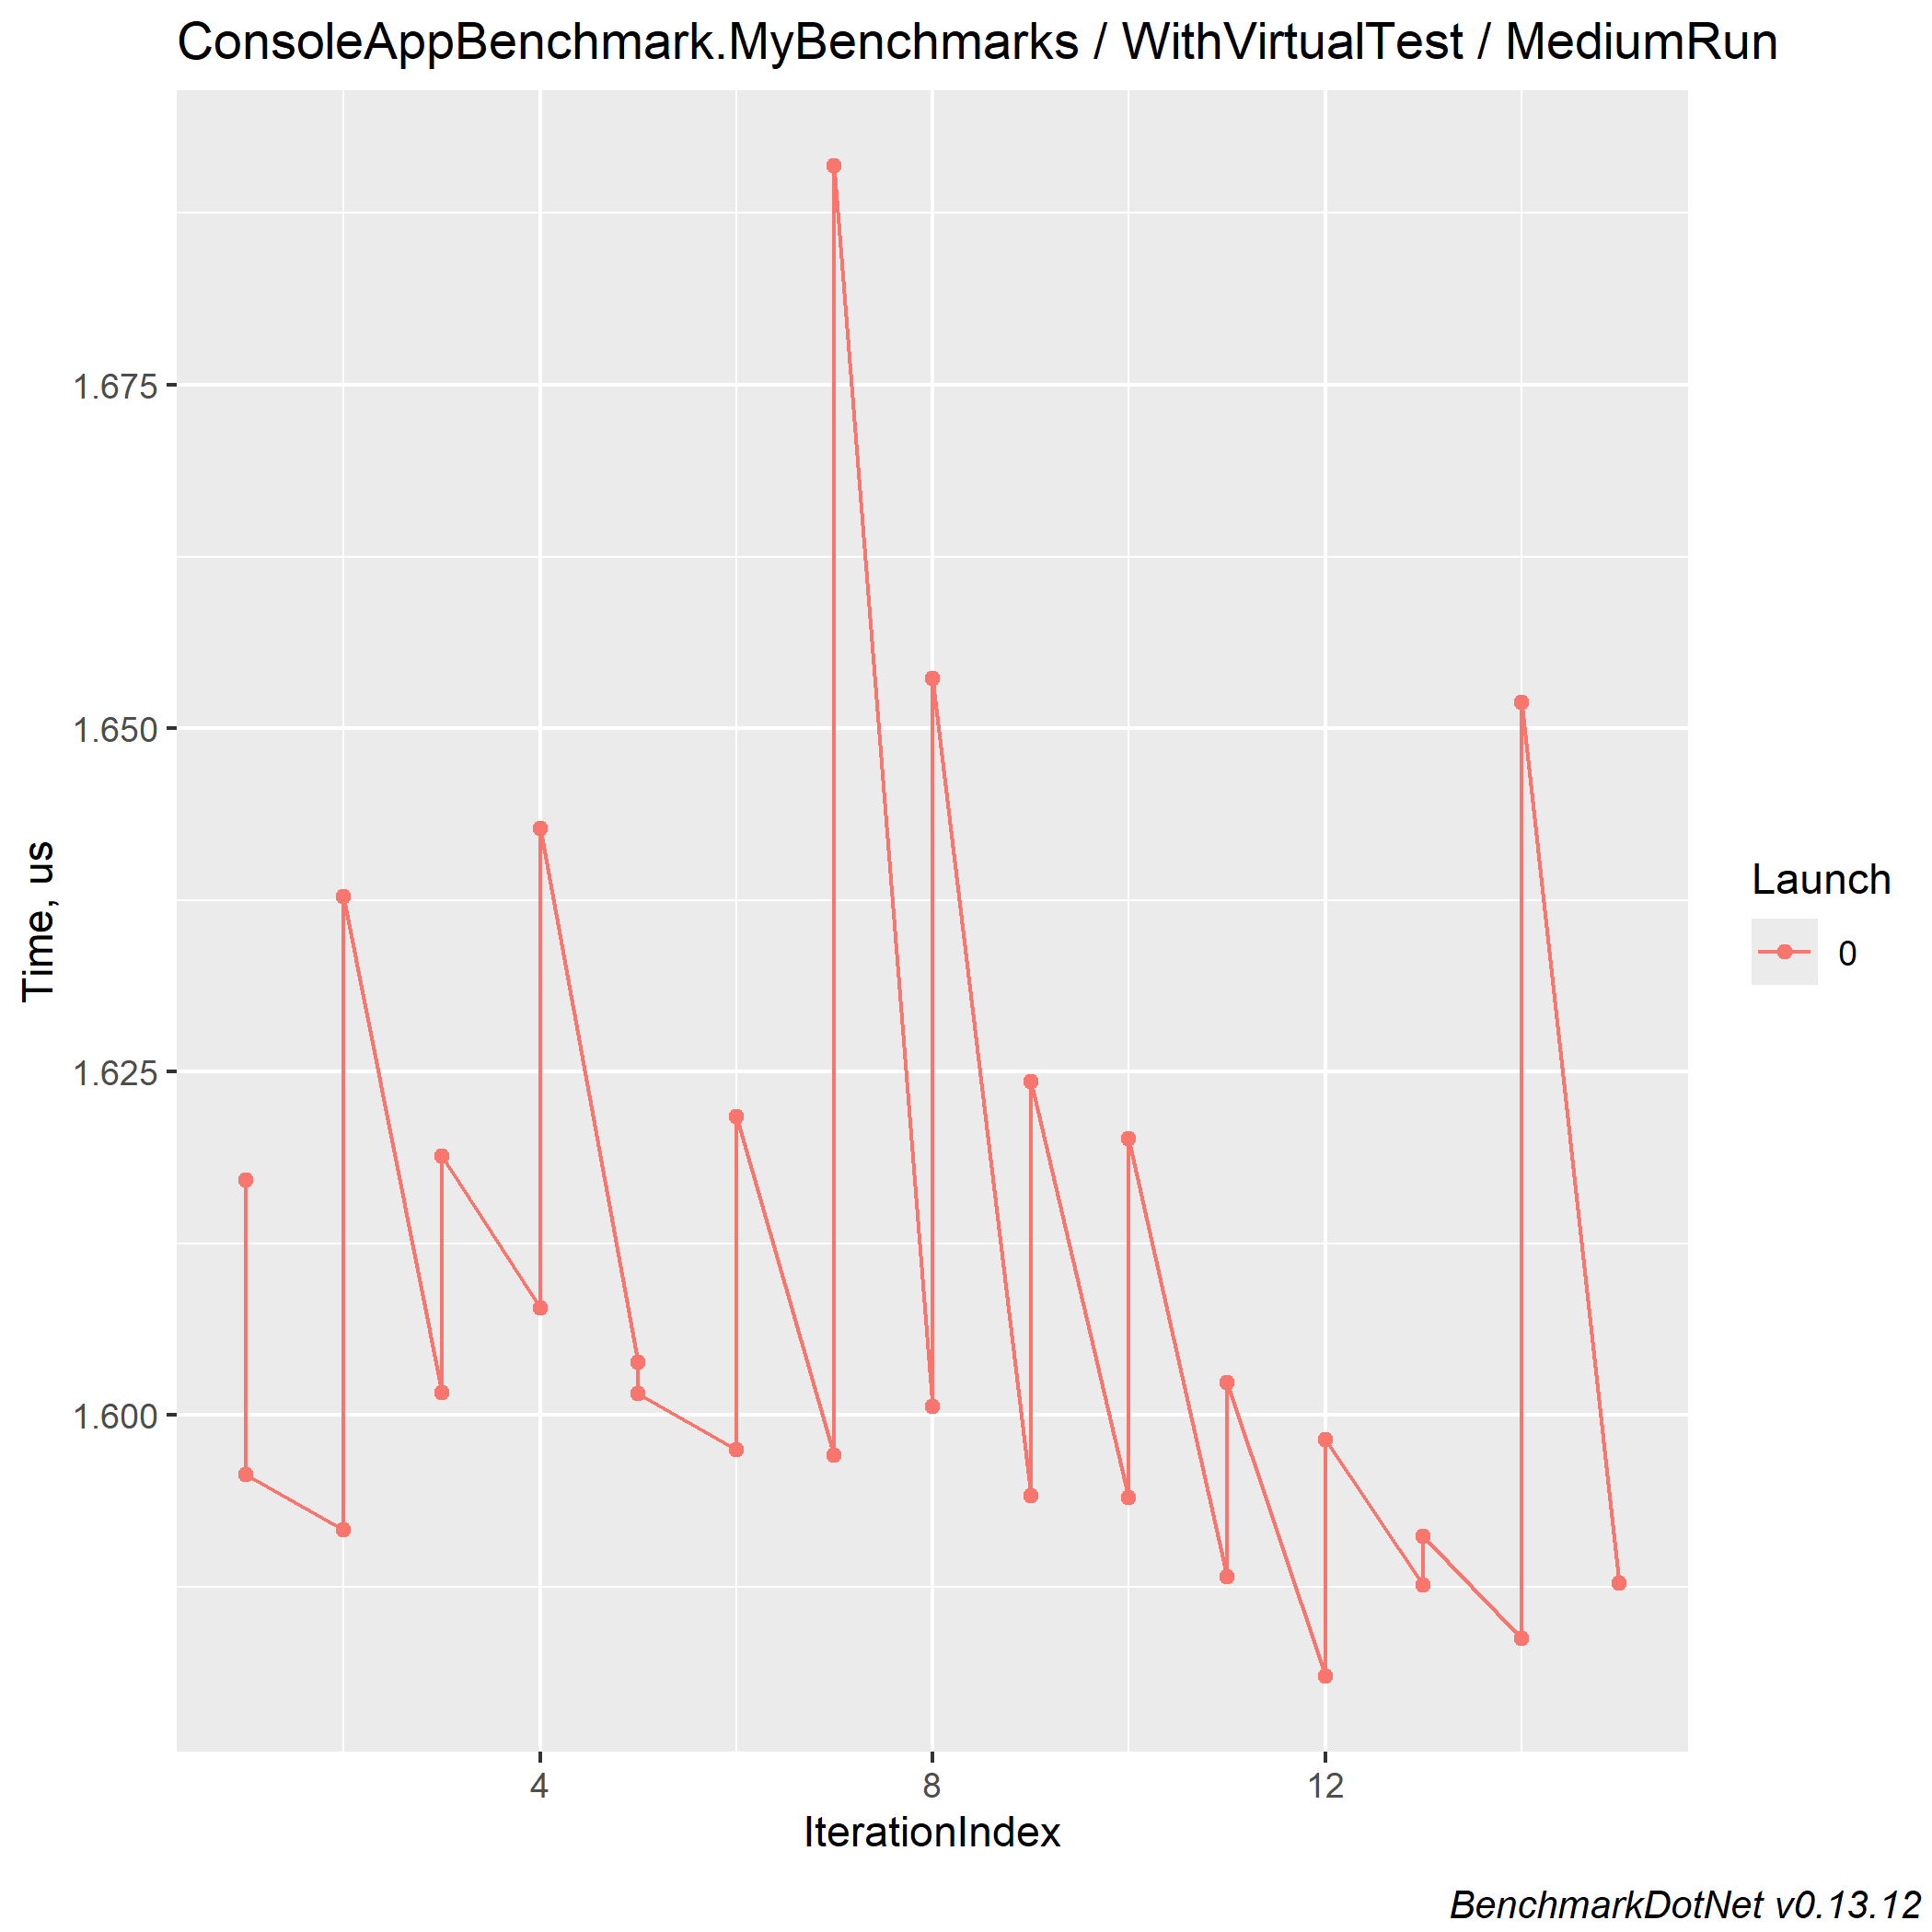 ConsoleAppBenchmark.MyBenchmarks / WithVirtualTest / MediumRun
Time, us
1.675
1.650
1.625
1.600
4
8
12
IterationIndex
Launch
0
BenchmarkDotNet v0.13.12